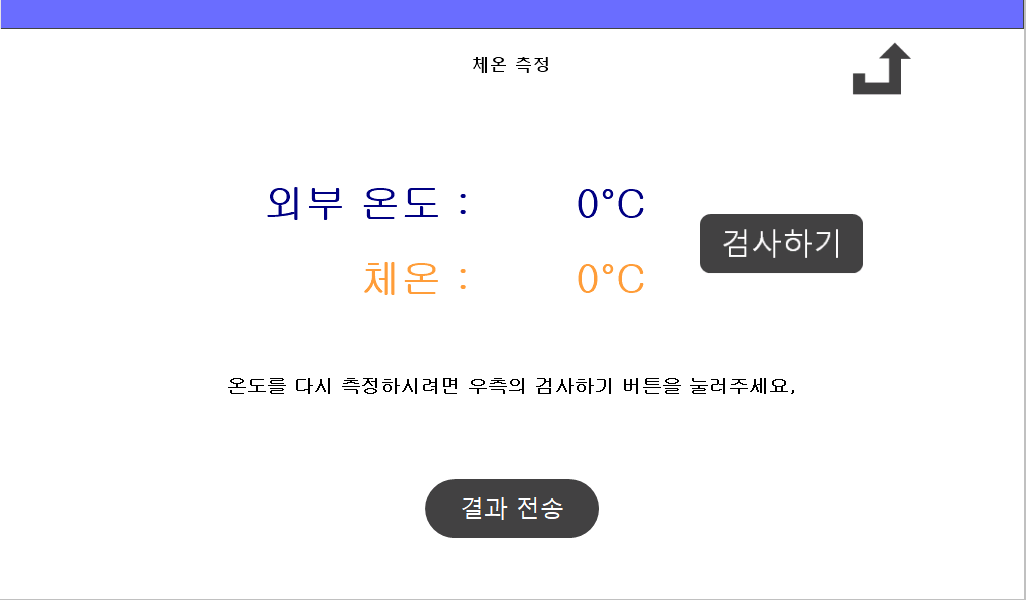 체온 측정
외부 온도 : 0°C
체온 : 0°C
검사하기
온도를 다시 측정하시려면 우측의 검사하기 버튼을 눌러주세요,
결과 전송